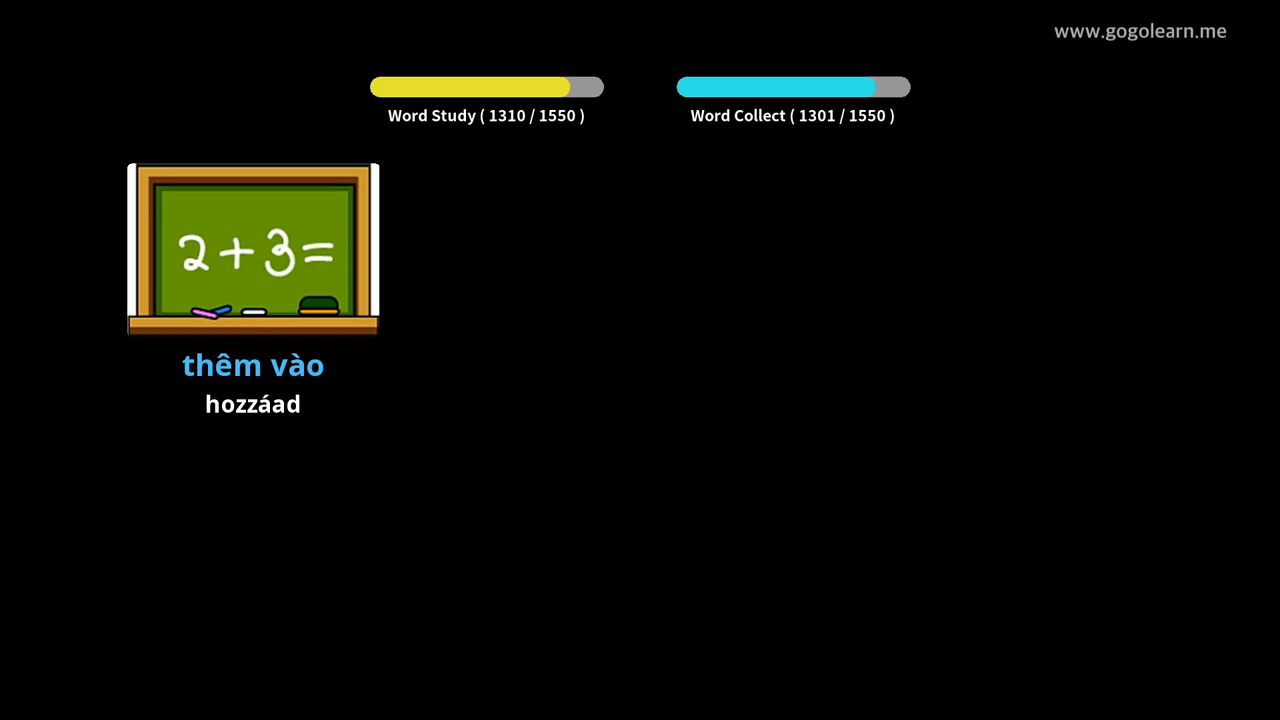 www.gogolearn.me
Word Study ( 1310 / 1550 )
Word Collect ( 1301 / 1550 )
2+3=
thêm vào
hozzáad